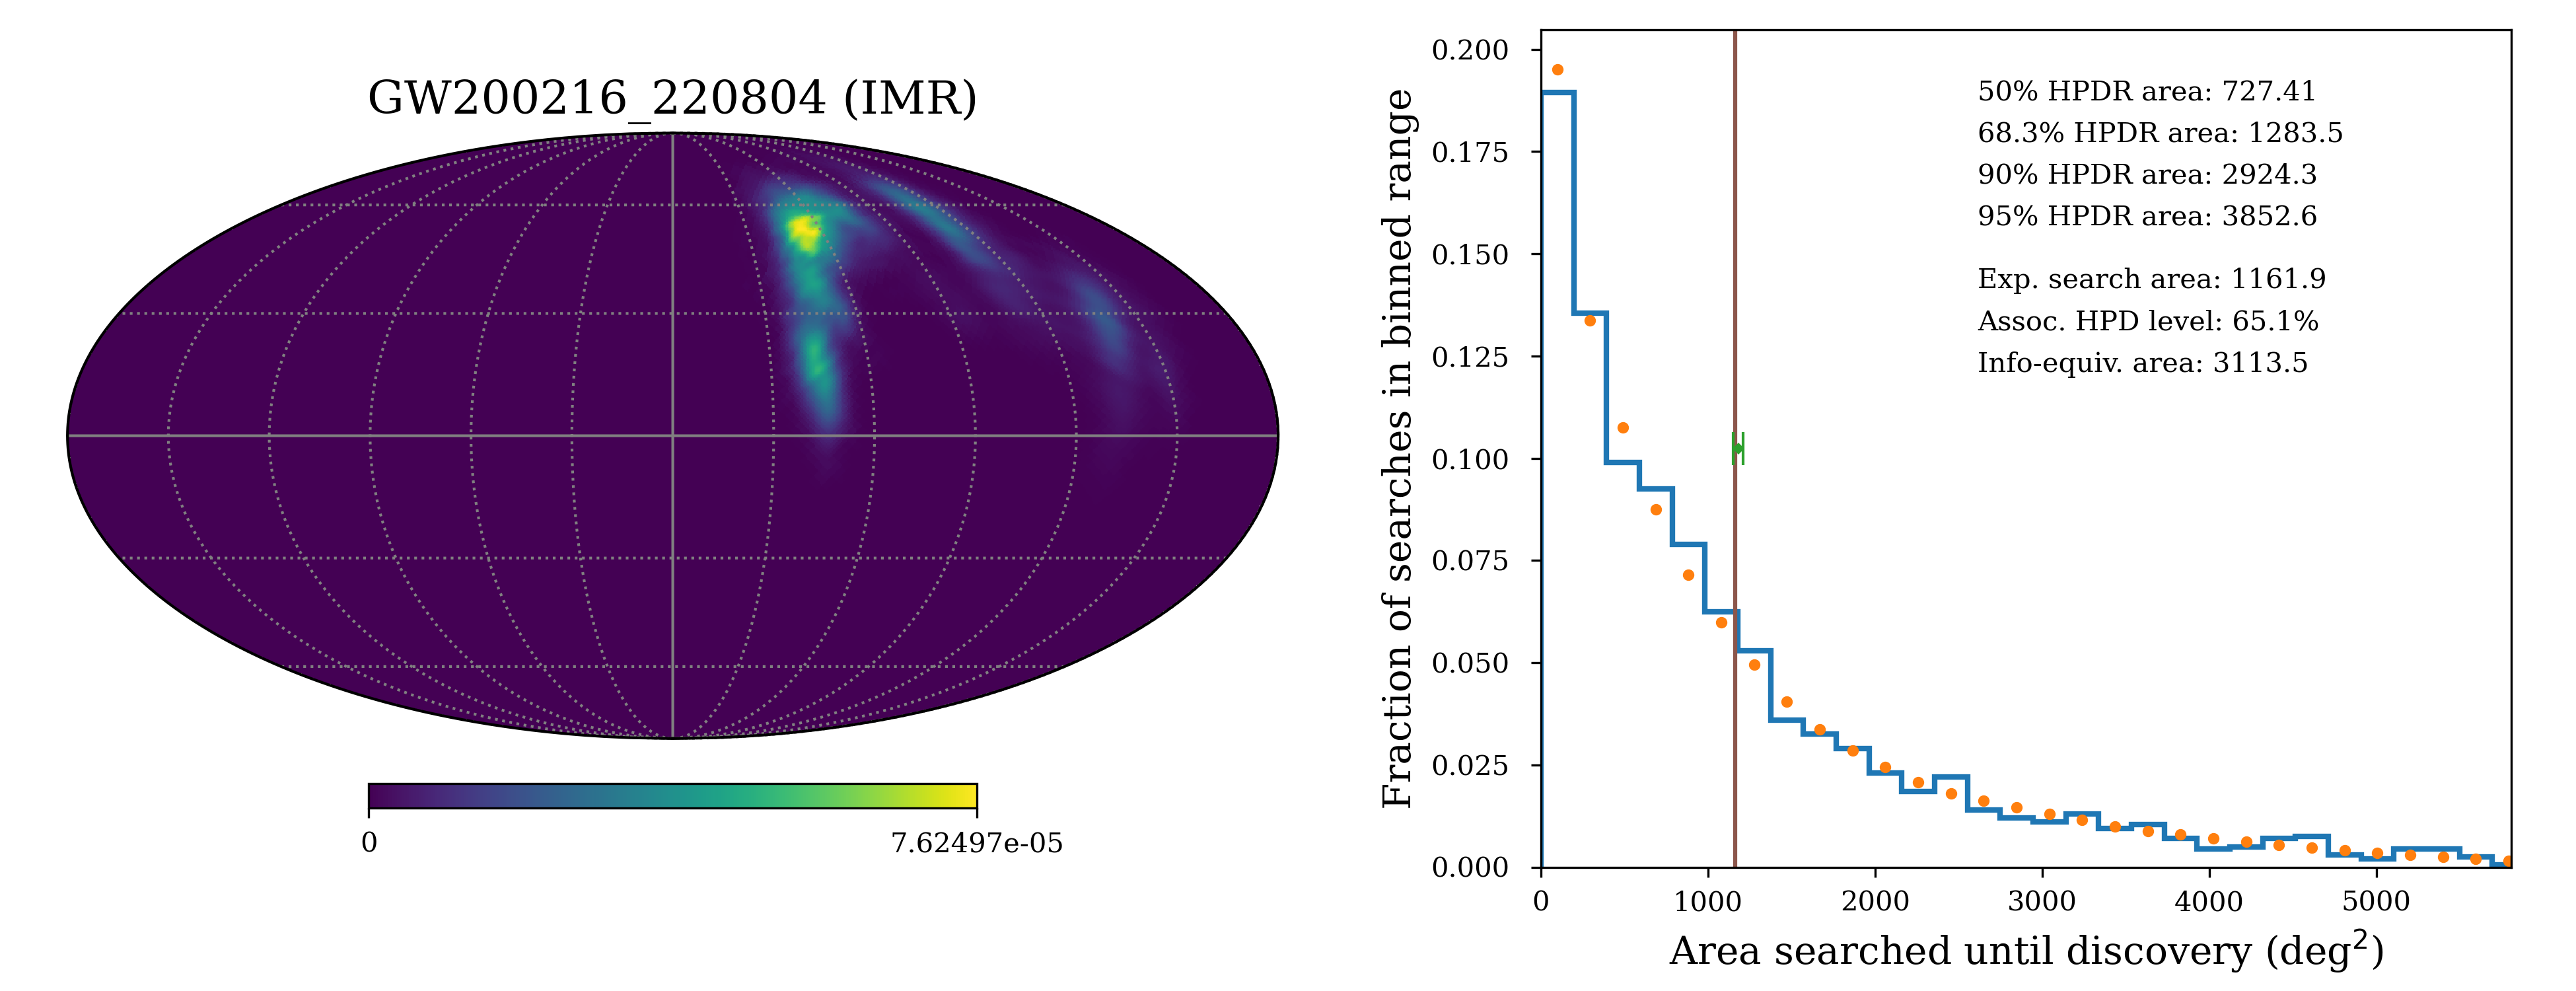 GW200216_220804 (IMR)
0
7.62497e-05
Fraction of searches in binned range
0.200
0.175
0.150
0.125
0.100
0.075
0.050
0.025
0.000
50% HPDR area: 727.41
68.3% HPDR area: 1283.5
90% HPDR area: 2924.3
95% HPDR area: 3852.6
Exp. search area: 1161.9
Assoc. HPD level: 65.1%
Info-equiv. area: 3113.5
0 1000 2000 3000 4000 5000
Area searched until discovery (deg²)